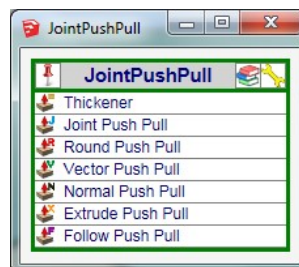 JointPushPull
JointPushPull
Thickener
J Joint Push Pull
R Round Push Pull
V Vector Push Pull
N Normal Push Pull
X Extrude Push Pull
F Follow Push Pull